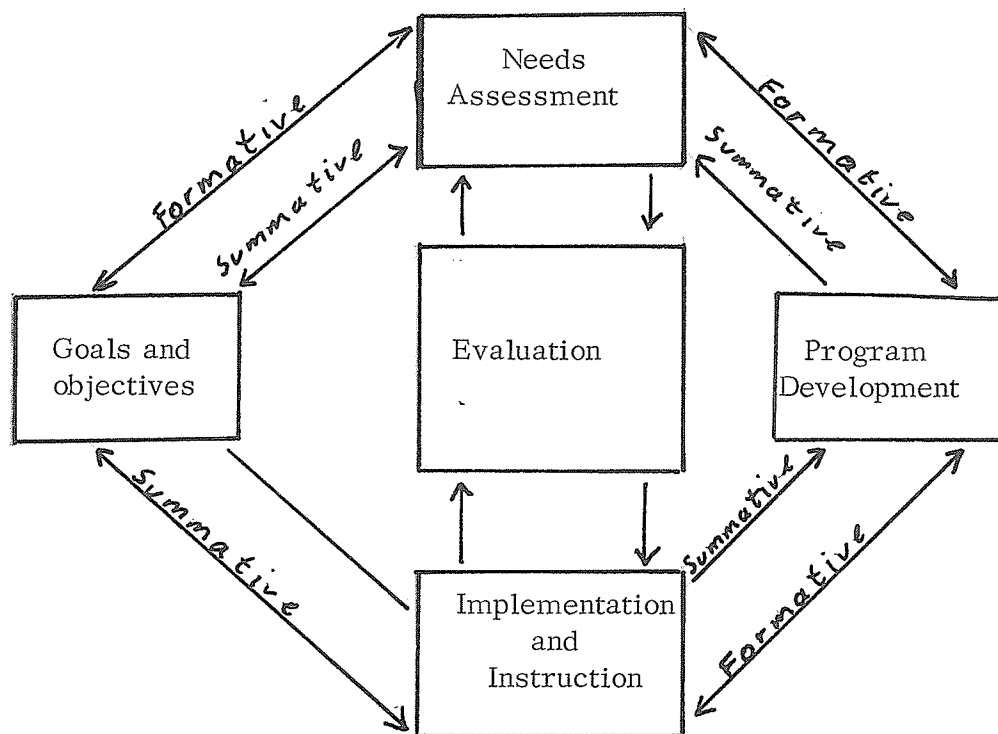 Needs
Assessment
Formative
Formative
Summative
Summative
Goals and
objectives
Evaluation
Program
Development
Summative
Summative
Formative
Implementation
and
Instruction